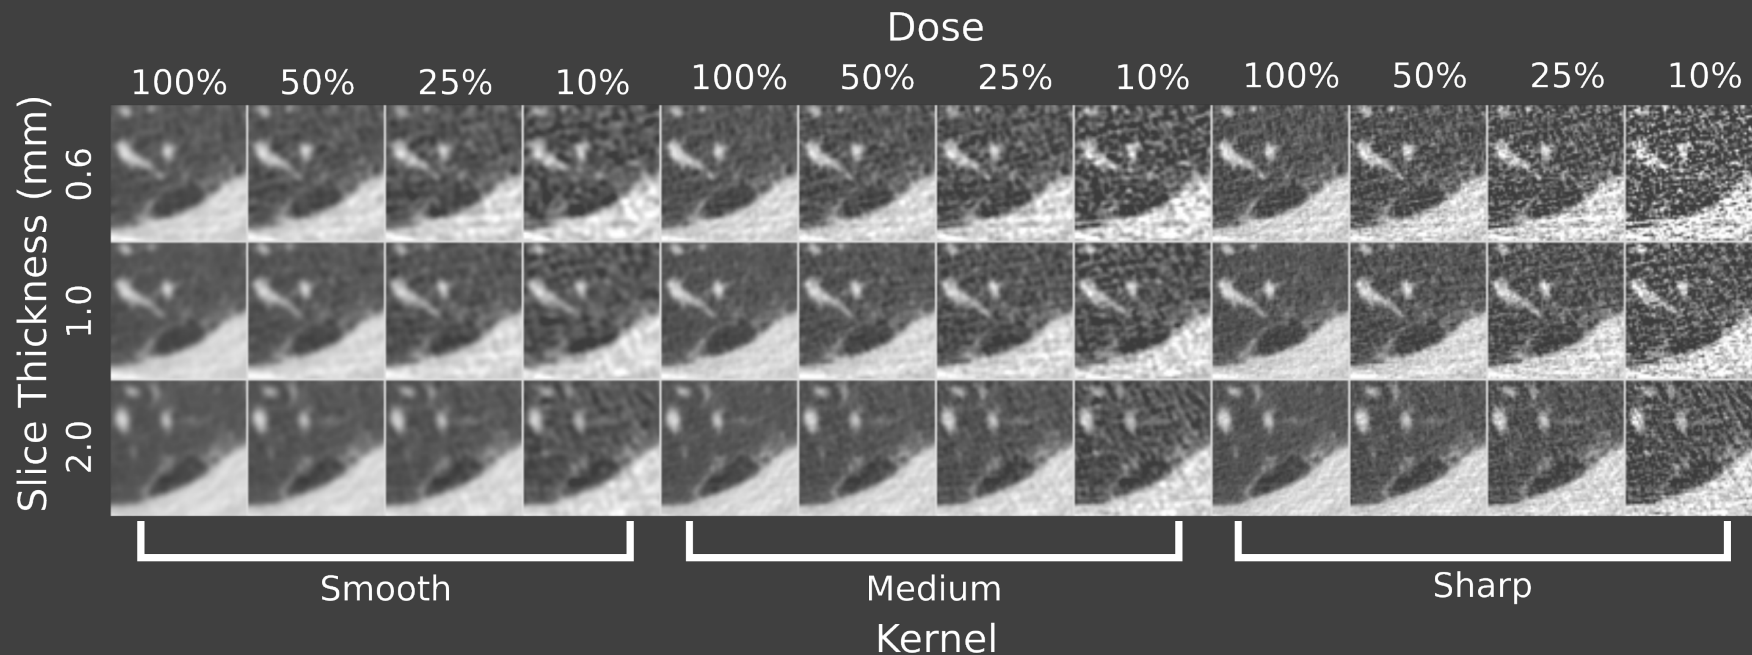 Dose
100% 50% 25% 10% 100% 50% 25% 10% 100% 50% 25% 10%
Slice Thickness (mm)
0.6
1.0
2.0
Smooth Medium Sharp
Kernel